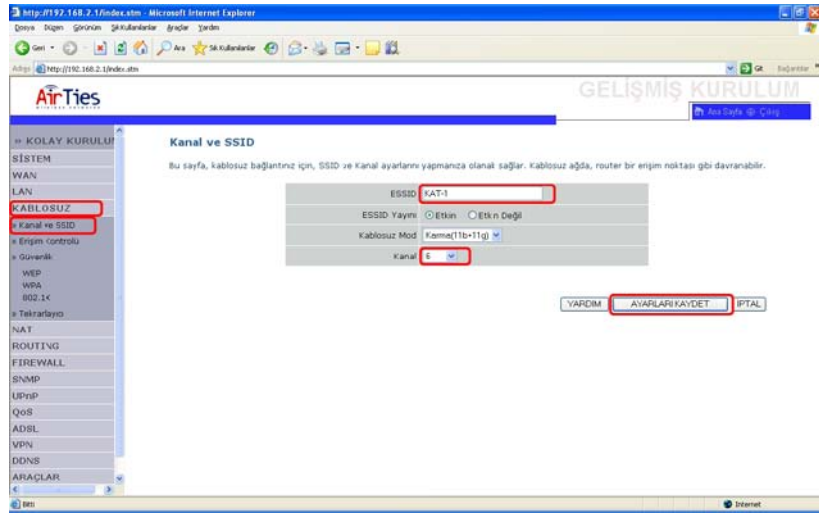 http://192.168.2.1/index.stm - Microsoft Internet Explorer
Dosya Düzen Görünüm Sık Kullanılanlar Araçlar Yardım
Geri Ara Sık Kullanılanlar
Adres http://192.168.2.1/index.stm Git Bağlantılar
AirTies
GELİŞMİŞ KURULUM
Ana Sayfa Çıkış
» KOLAY KURULU
SİSTEM
WAN
LAN
KABLOSUZ
» Kanal ve SSID
» Erişim Kontrolü
» Güvenlik
WEP
WPA
802.1x
» Tekrarlayıcı
NAT
ROUTING
FIREWALL
SNMP
UPnP
QoS
ADSL
VPN
DDNS
ARAÇLAR
Kanal ve SSID
Bu sayfa, kablosuz bağlantınız için, SSID ve Kanal ayarlarını yapmanıza olanak sağlar. Kablosuz ağda, router bir erişim noktası gibi davranabilir.
ESSID KAT-1
ESSID Yayını Etkin Etkin Değil
Kablosuz Mod Karma(11b+11g)
Kanal 6
YARDIM AYARLARI KAYDET İPTAL
Bitti Internet